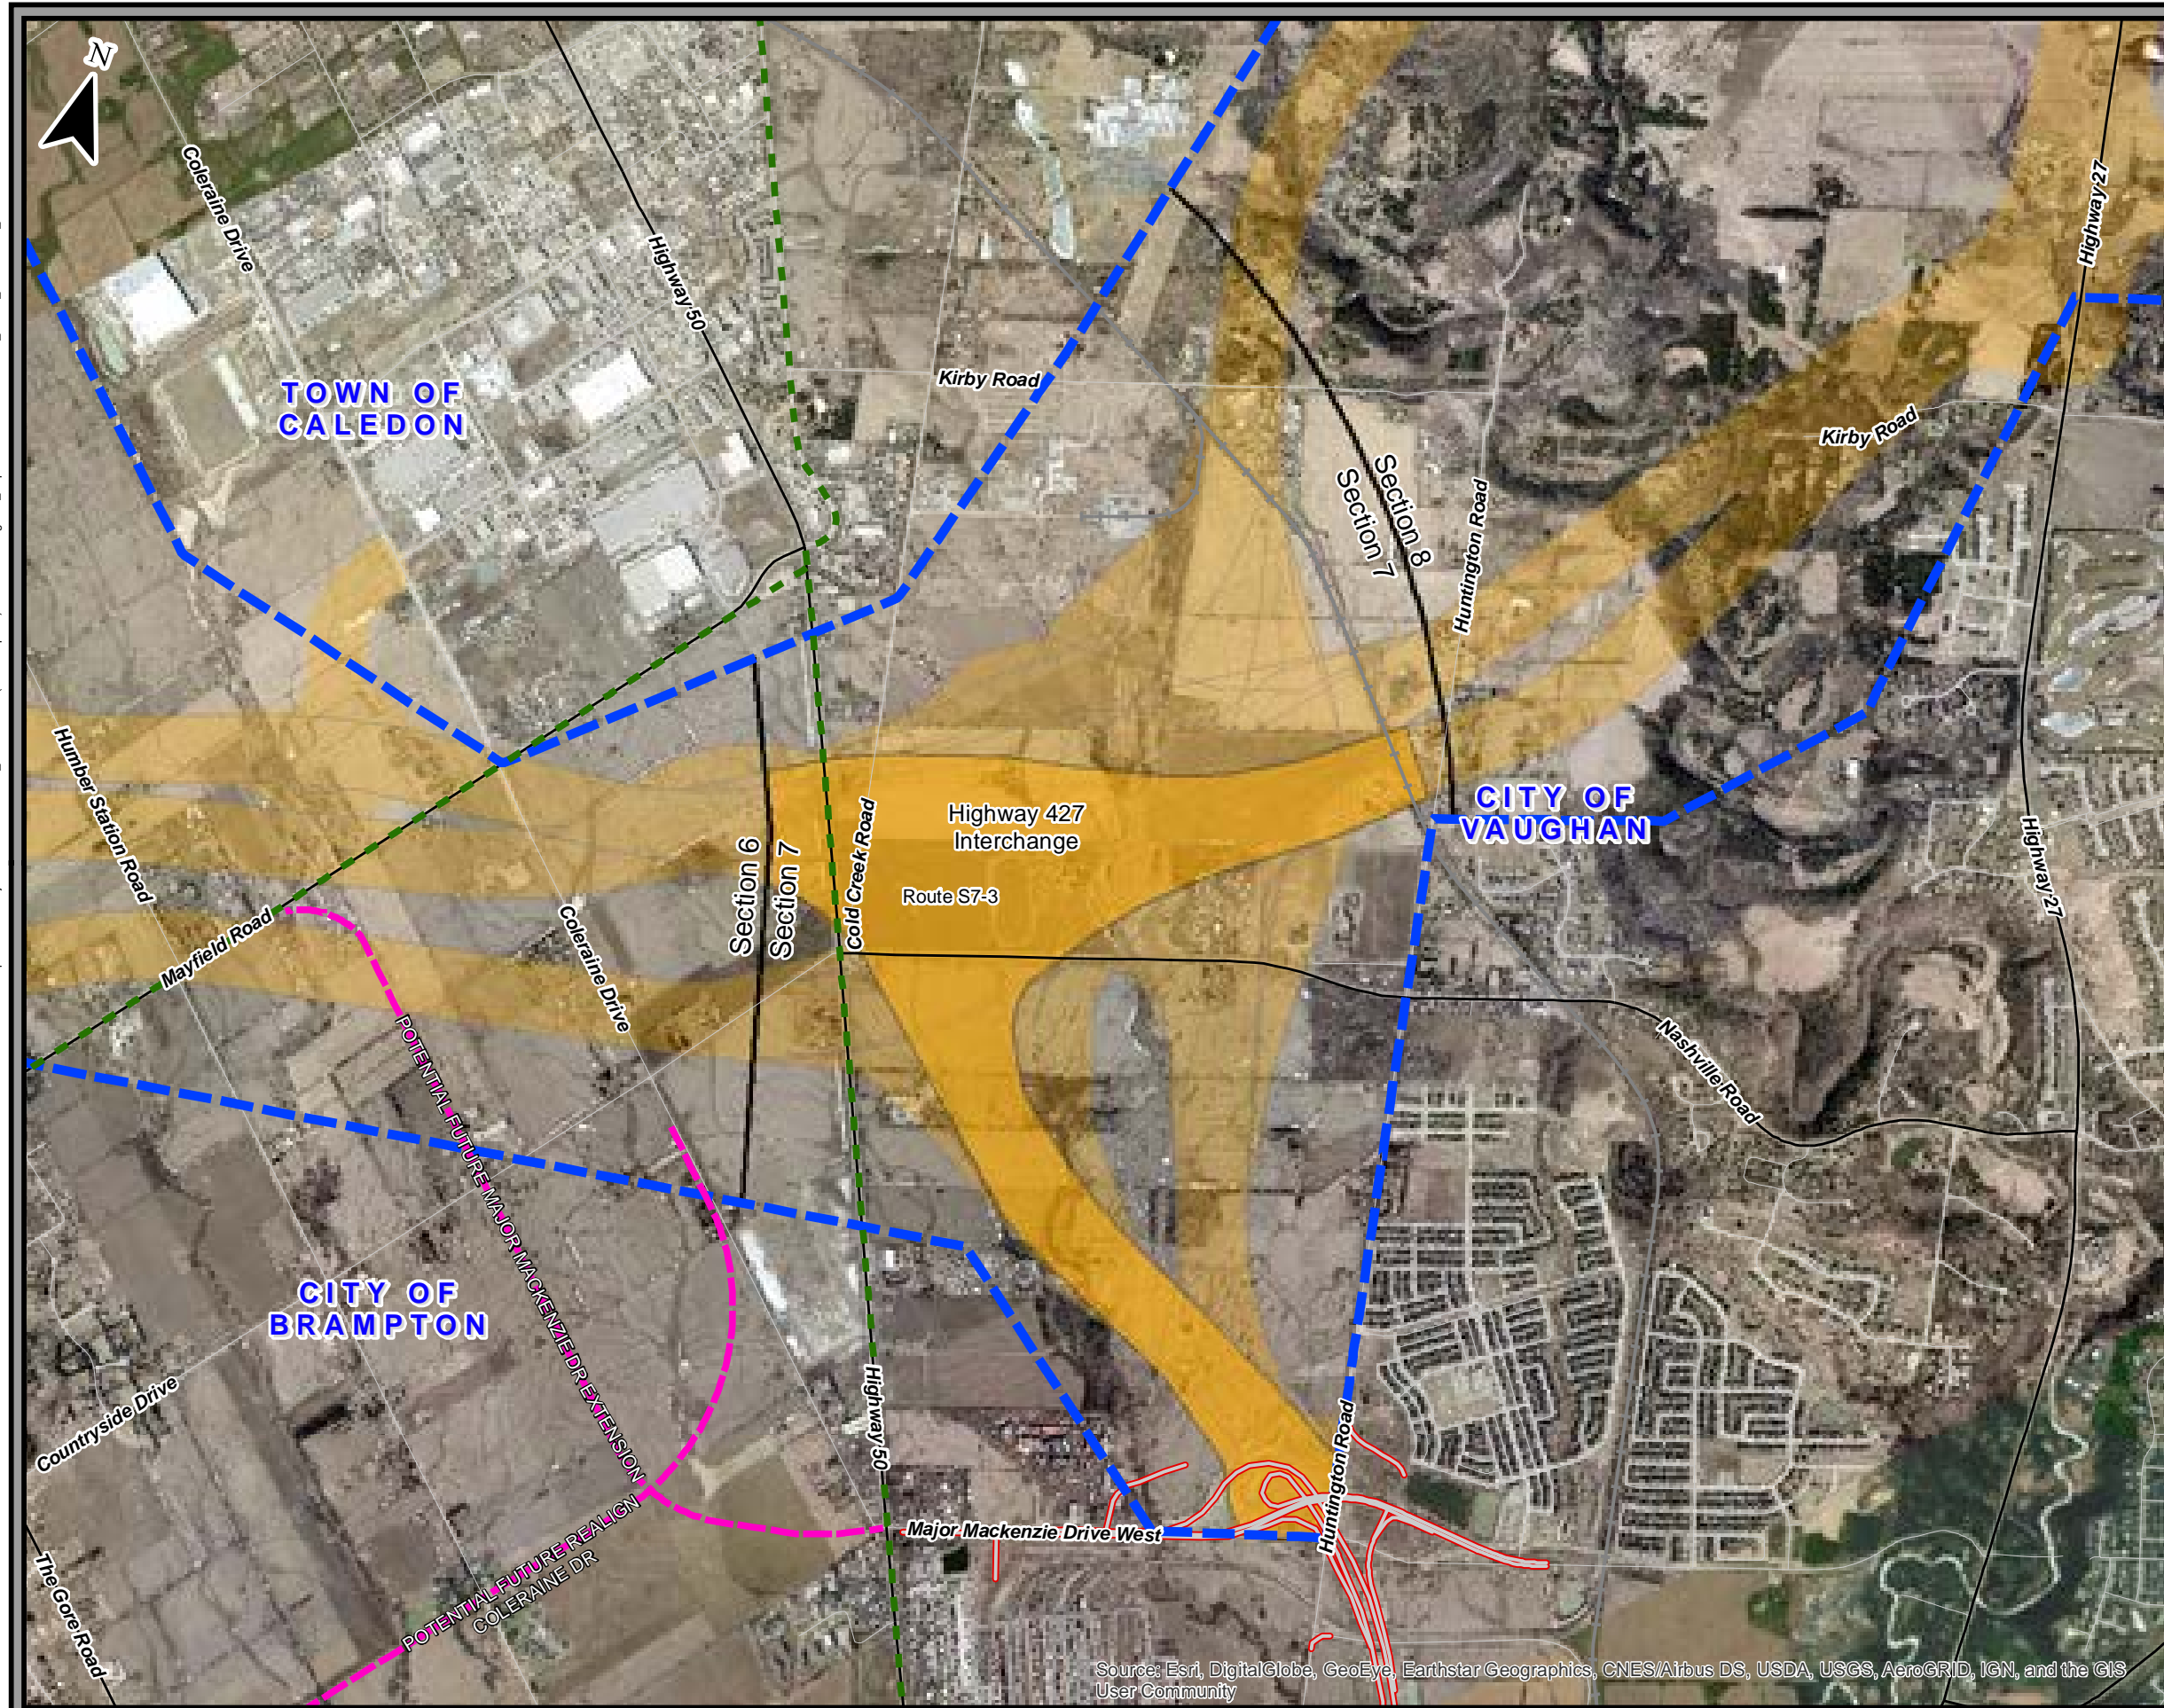 N
Coleraine Drive
Highway 50
Highway 27
TOWN OF
CALEDON
Kirby Road
Kirby Road
Section 8
Section 7
Huntington Road
Humber Station Road
Highway 427
Interchange
CITY OF
VAUGHAN
Section 6
Section 7
Cold Creek Road
Route S7-3
Highway 27
Mayfield Road
Coleraine Drive
Nashville Road
POTENTIAL FUTURE MAJOR MACKENZIE DR EXTENSION
CITY OF
BRAMPTON
Countryside Drive
Highway 50
Huntington Road
Major Mackenzie Drive West
POTENTIAL FUTURE REALIGN
COLERAINE DR
The Gore Road
Source: Esri, DigitalGlobe, GeoEye, Earthstar Geographics, CNES/Airbus DS, USDA, USGS, AeroGRID, IGN, and the GIS
User Community